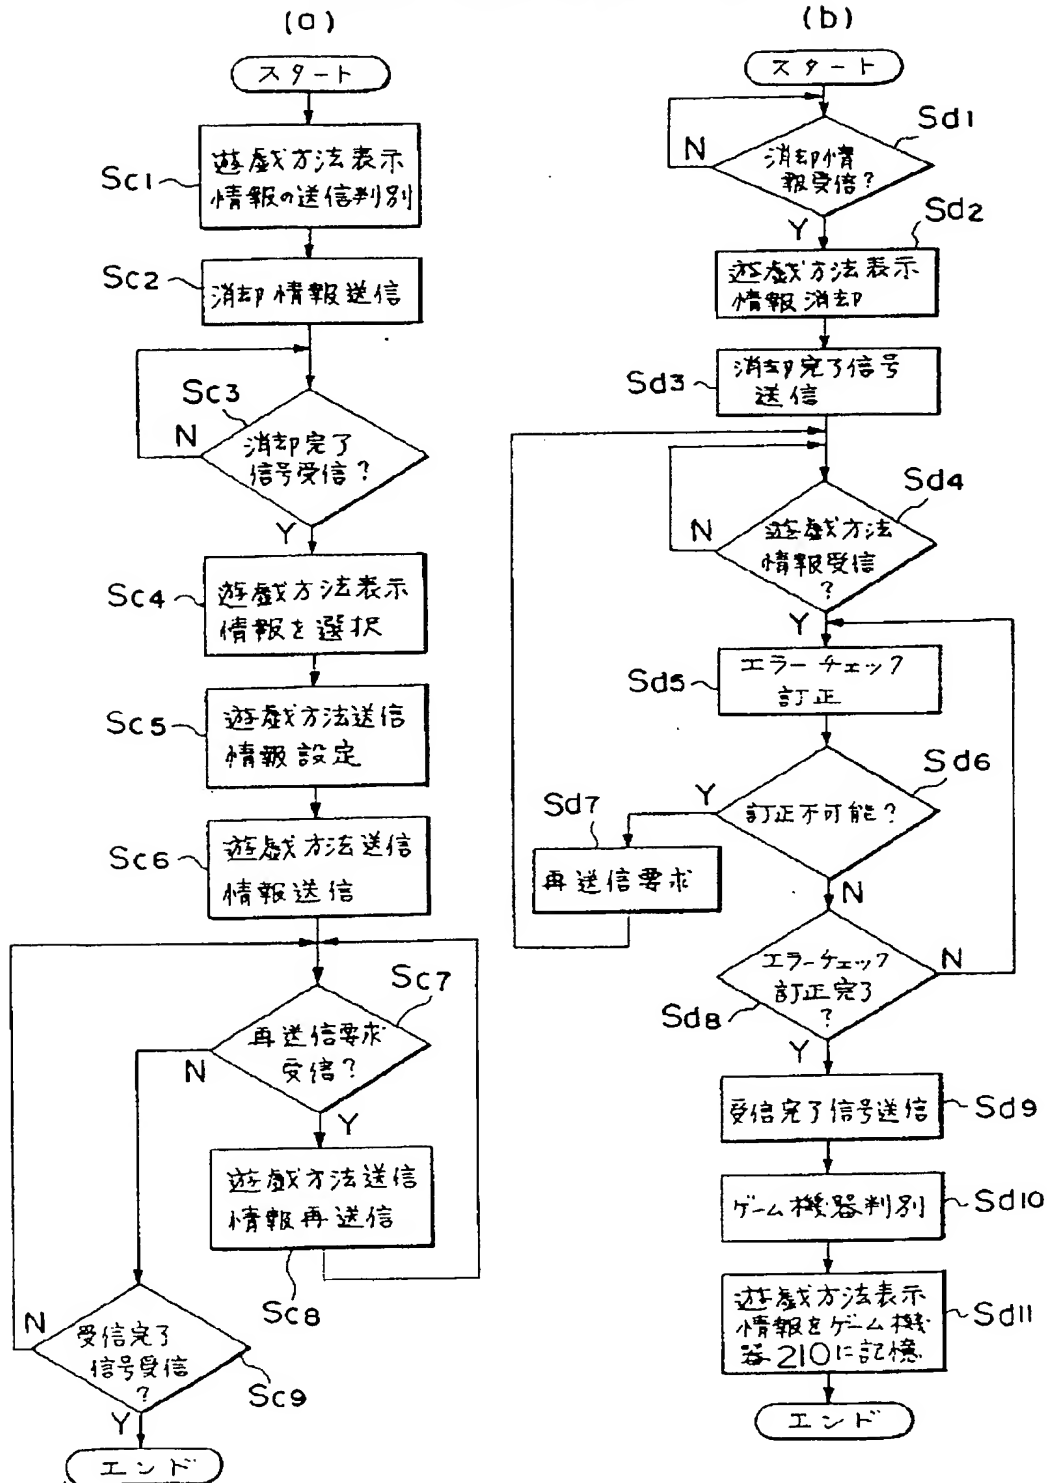 (a)
スタート
Sc1
遊戯方法表示
情報の送信判別
Sc2
消却情報送信
Sc3
N
消却完了
信号受信？
Y
Sc4
遊戯方法表示
情報を選択
Sc5
遊戯方法送信
情報設定
Sc6
遊戯方法送信
情報送信
Sc7
再送信要求
受信？
N
Y
遊戯方法送信
情報再送信
Sc8
N
受信完了
信号受信
？
Sc9
Y
エンド
(b)
スタート
Sd1
N
消却情
報受信？
Y
Sd2
遊戯方法表示
情報消却
Sd3
消却完了信号
送信
Sd4
N
遊戯方法
情報受信
？
Y
Sd5
エラーチェック
訂正
Sd6
Y
訂正不可能？
Sd7
再送信要求
N
エラーチェック
訂正完了
？
N
Sd8
Y
受信完了信号送信
Sd9
ゲーム機器判別
Sd10
遊戯方法表示
情報をゲーム機
器210に記憶
Sd11
エンド